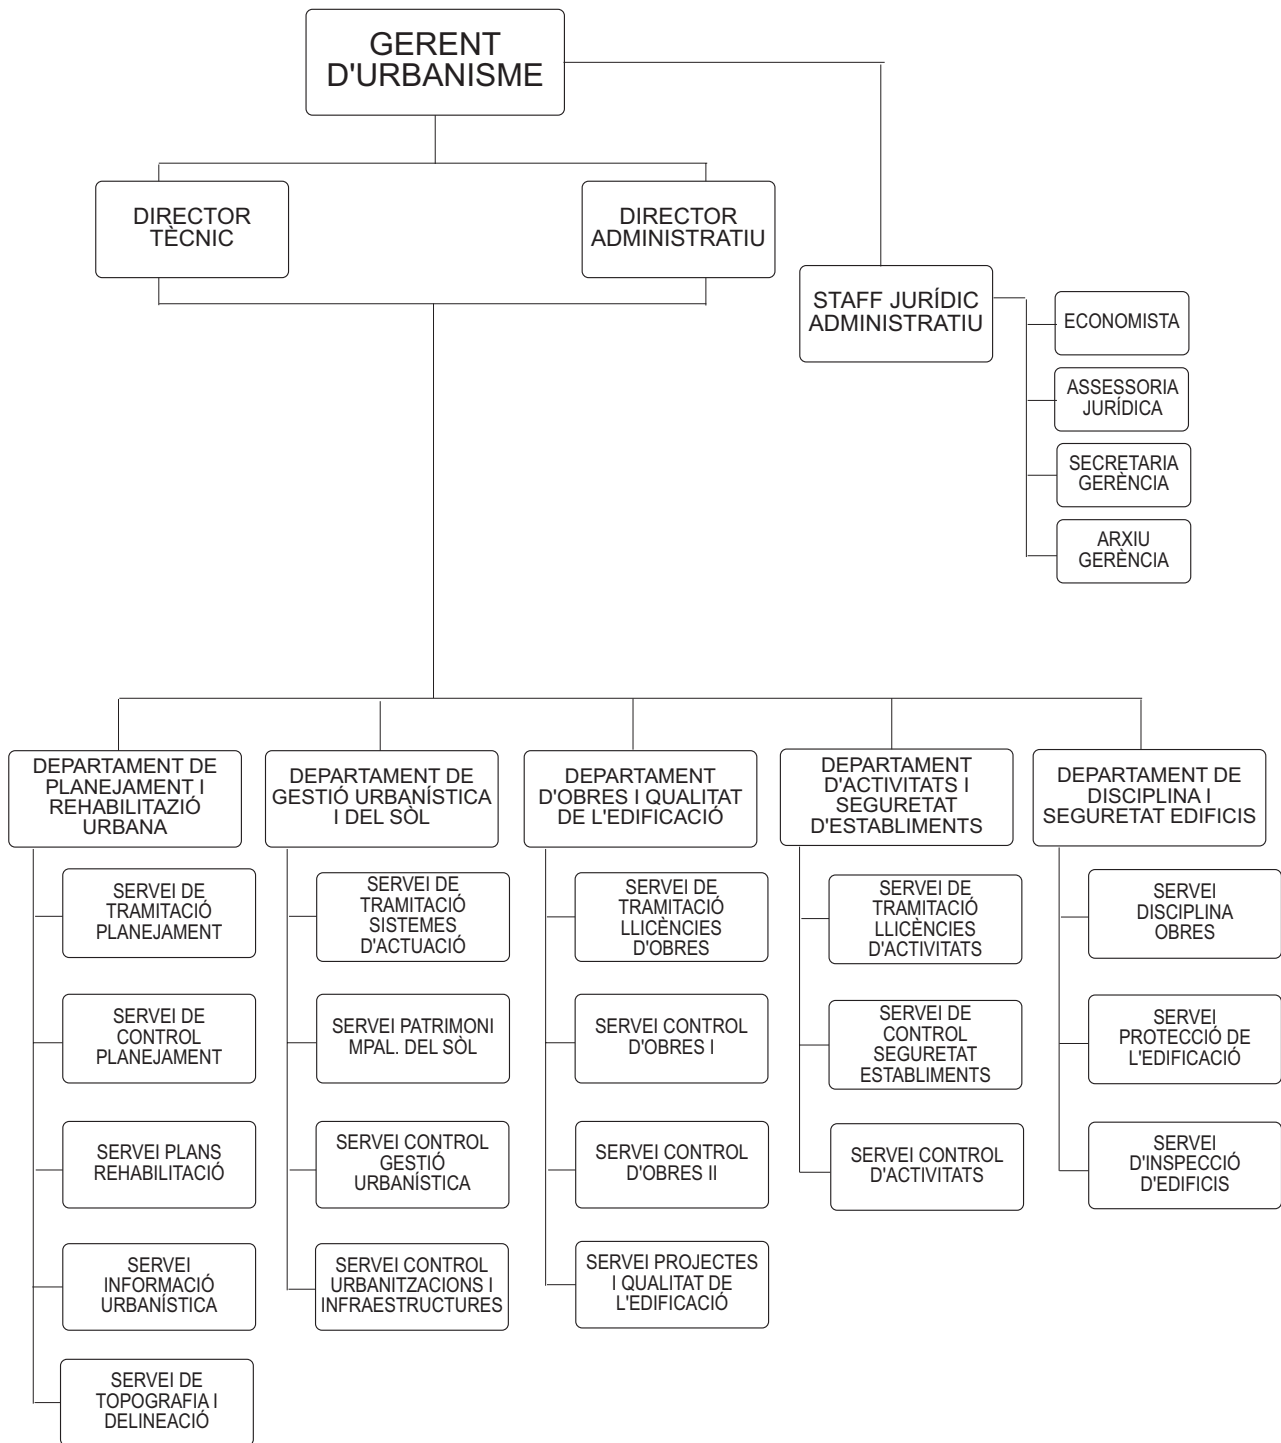 GERENT
D'URBANISME
DIRECTOR
TÈCNIC
DIRECTOR
ADMINISTRATIU
STAFF JURÍDIC
ADMINISTRATIU
ECONOMISTA
ASSESSORIA
JURÍDICA
SECRETARIA
GERÈNCIA
ARXIU
GERÈNCIA
DEPARTAMENT DE
PLANEJAMENT I
REHABILITAZIÓ
URBANA
SERVEI DE
TRAMITACIÓ
PLANEJAMENT
SERVEI DE
CONTROL
PLANEJAMENT
SERVEI PLANS
REHABILITACIÓ
SERVEI
INFORMACIÓ
URBANÍSTICA
SERVEI DE
TOPOGRAFIA I
DELINEACIÓ
DEPARTAMENT DE
GESTIÓ URBANÍSTICA
I DEL SÒL
SERVEI DE
TRAMITACIÓ
SISTEMES
D'ACTUACIÓ
SERVEI PATRIMONI
MPAL. DEL SÒL
SERVEI CONTROL
GESTIÓ
URBANÍSTICA
SERVEI CONTROL
URBANITZACIONS I
INFRAESTRUCTURES
DEPARTAMENT
D'OBRES I QUALITAT
DE L'EDIFICACIÓ
SERVEI DE
TRAMITACIÓ
LLICÈNCIES
D'OBRES
SERVEI CONTROL
D'OBRES I
SERVEI CONTROL
D'OBRES II
SERVEI PROJECTES
I QUALITAT DE
L'EDIFICACIÓ
DEPARTAMENT
D'ACTIVITATS I
SEGURETAT
D'ESTABLIMENTS
SERVEI DE
TRAMITACIÓ
LLICÈNCIES
D'ACTIVITATS
SERVEI DE
CONTROL
SEGURETAT
ESTABLIMENTS
SERVEI CONTROL
D'ACTIVITATS
DEPARTAMENT DE
DISCIPLINA I
SEGURETAT EDIFICIS
SERVEI
DISCIPLINA
OBRES
SERVEI
PROTECCIÓ DE
L'EDIFICACIÓ
SERVEI
D'INSPECCIÓ
D'EDIFICIS